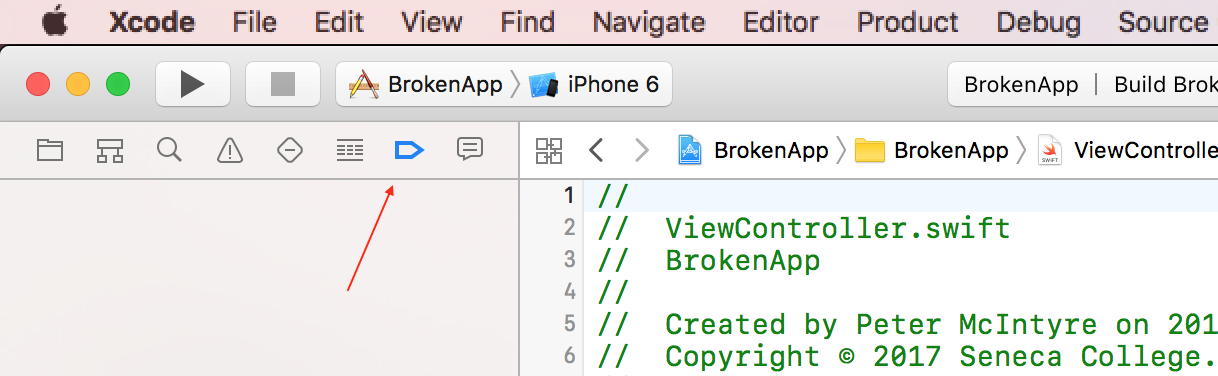 Xcode File Edit View Find Navigate Editor Product Debug Source
BrokenApp iPhone 6 BrokenApp | Build Brok
BrokenApp BrokenApp SWIFT ViewControlle
1 //
2 // ViewController.swift
3 // BrokenApp
4 //
5 // Created by Peter McIntyre on 201
6 // Copyright © 2017 Seneca College.